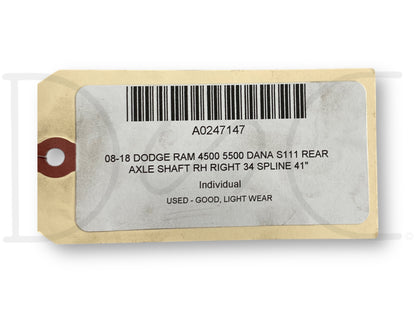 A0247147
08-18 DODGE RAM 4500 5500 DANA S111 REAR
AXLE SHAFT RH RIGHT 34 SPLINE 41"
Individual
USED - GOOD, LIGHT WEAR